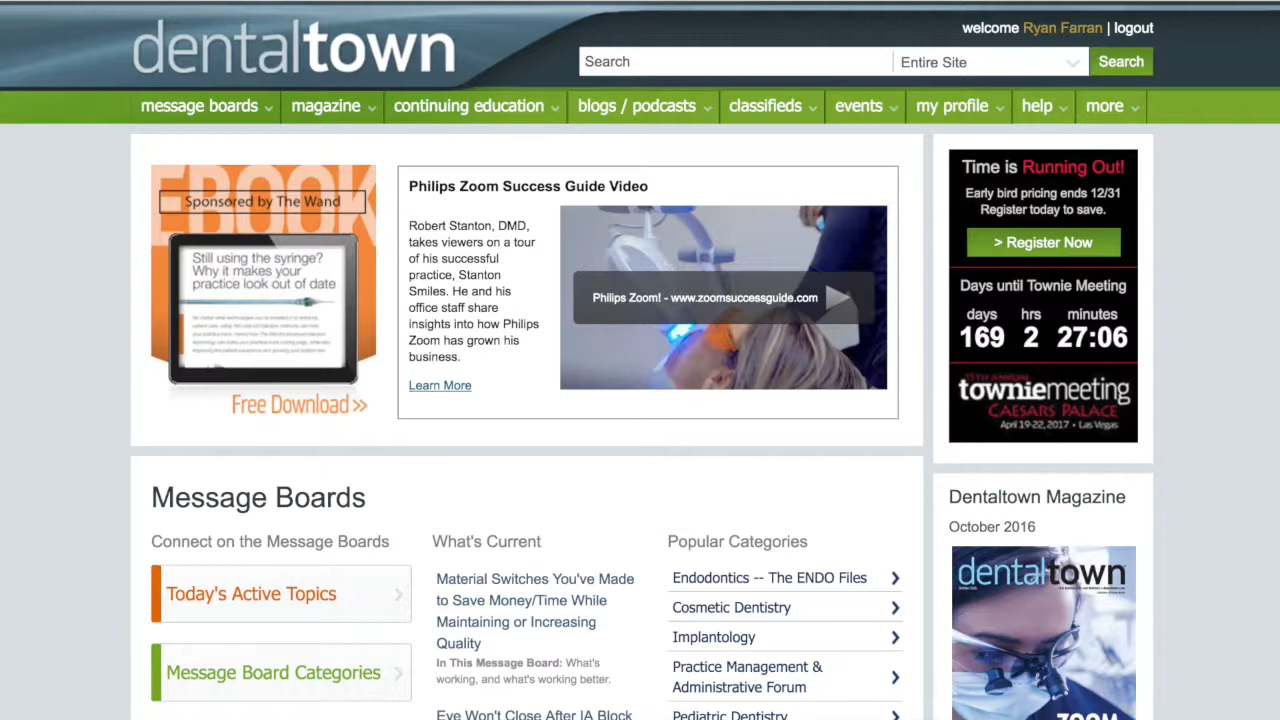 dentaltown
welcome Ryan Farran | logout
Search
Entire Site
Search
message boards
magazine
continuing education
blogs / podcasts
classifieds
events
my profile
help
more
EBOOK
Sponsored by The Wand
Still using the syringe?
Why it makes your
practice look out of date
Free Download >>
Philips Zoom Success Guide Video
Robert Stanton, DMD,
takes viewers on a tour
of his successful
practice, Stanton
Smiles. He and his
office staff share
insights into how Philips
Zoom has grown his
business.
Learn More
Philips Zoom! - www.zoomsuccessguide.com
Time is Running Out!
Early bird pricing ends 12/31
Register today to save.
> Register Now
Days until Townie Meeting
days hrs minutes
169 2 27:06
towniemeeting
CAESARS PALACE
April 19-22, 2017 • Las Vegas
Message Boards
Connect on the Message Boards
Today's Active Topics
Message Board Categories
What's Current
Material Switches You've Made
to Save Money/Time While
Maintaining or Increasing
Quality
In This Message Board: What's
working, and what's working better.
Eye Won't Close After IA Block
Popular Categories
Endodontics -- The ENDO Files
Cosmetic Dentistry
Implantology
Practice Management &
Administrative Forum
Pediatric Dentistry
Dentaltown Magazine
October 2016
dentaltown
ZOOM